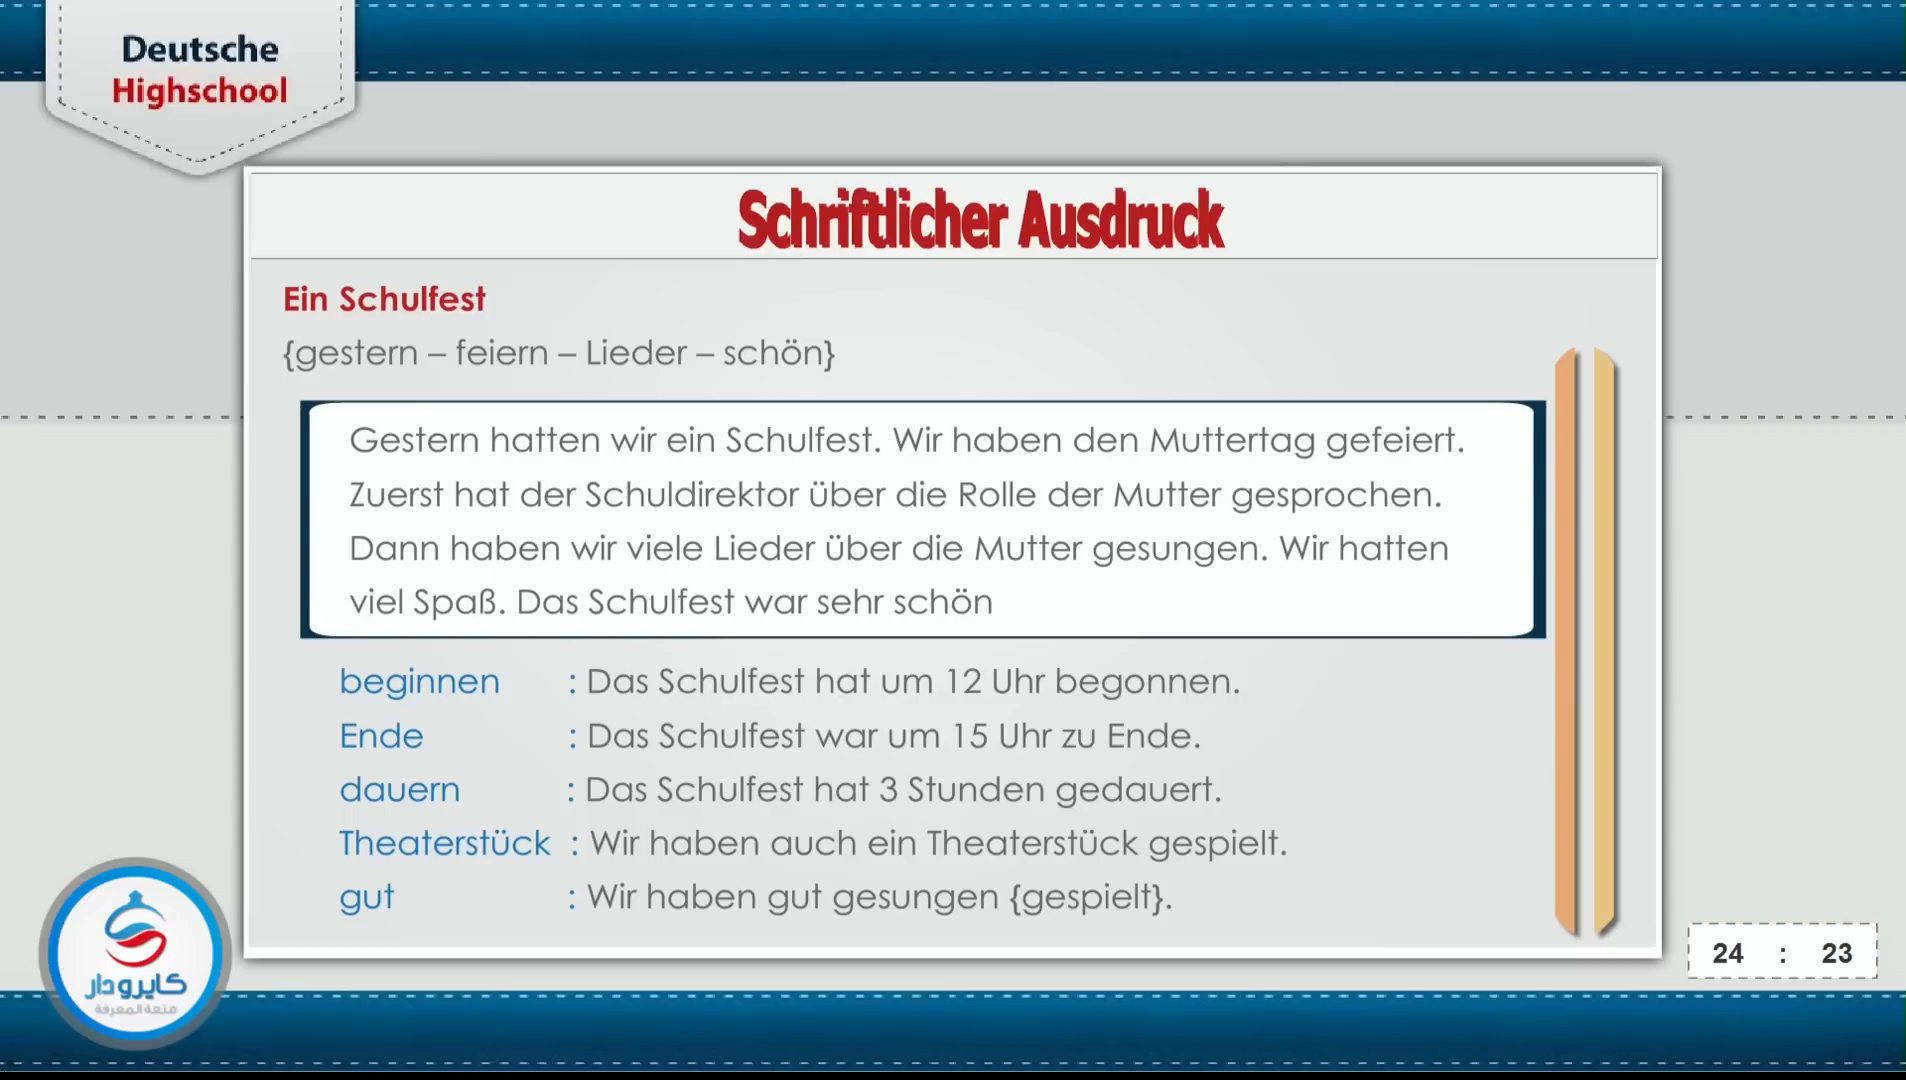 Deutsche
Highschool
Schriftlicher Ausdruck
Ein Schulfest
{gestern – feiern – Lieder – schön}
Gestern hatten wir ein Schulfest. Wir haben den Muttertag gefeiert.
Zuerst hat der Schuldirektor über die Rolle der Mutter gesprochen.
Dann haben wir viele Lieder über die Mutter gesungen. Wir hatten
viel Spaß. Das Schulfest war sehr schön
beginnen : Das Schulfest hat um 12 Uhr begonnen.
Ende : Das Schulfest war um 15 Uhr zu Ende.
dauern : Das Schulfest hat 3 Stunden gedauert.
Theaterstück : Wir haben auch ein Theaterstück gespielt.
gut : Wir haben gut gesungen {gespielt}.
كايرودار
متعة المعرفة
24 : 23